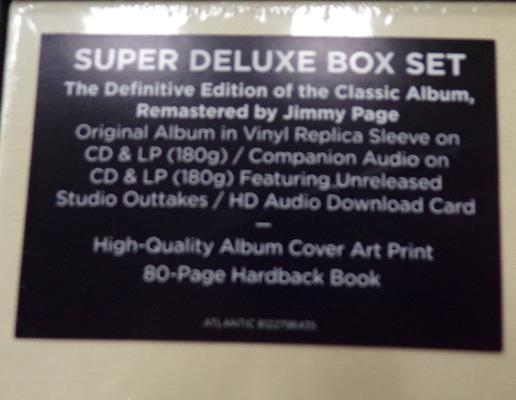 SUPER DELUXE BOX SET
The Definitive Edition of the Classic Album,
Remastered by Jimmy Page
Original Album in Vinyl Replica Sleeve on
CD & LP (180g) / Companion Audio on
CD & LP (180g) Featuring Unreleased
Studio Outtakes / HD Audio Download Card
—
High-Quality Album Cover Art Print
80-Page Hardback Book
ATLANTIC